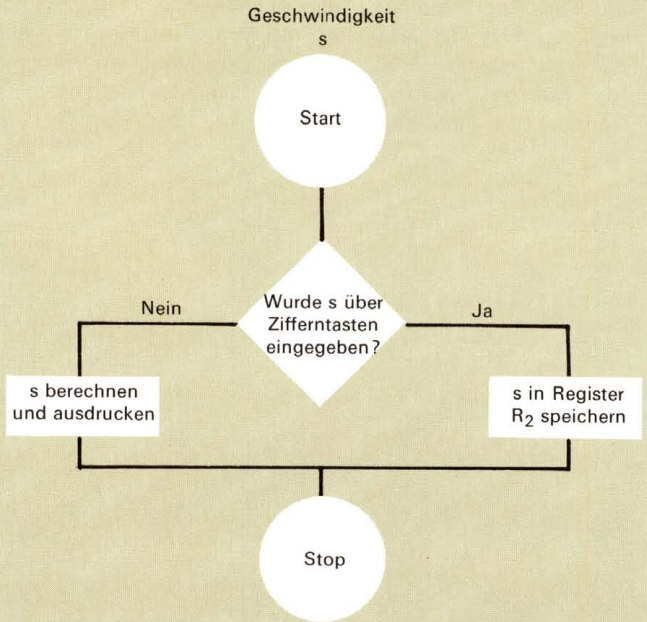 Geschwindigkeit
s
Start
Wurde s über
Zifferntasten
eingegeben?
Nein
Ja
s berechnen
und ausdrucken
s in Register
R₂ speichern
Stop